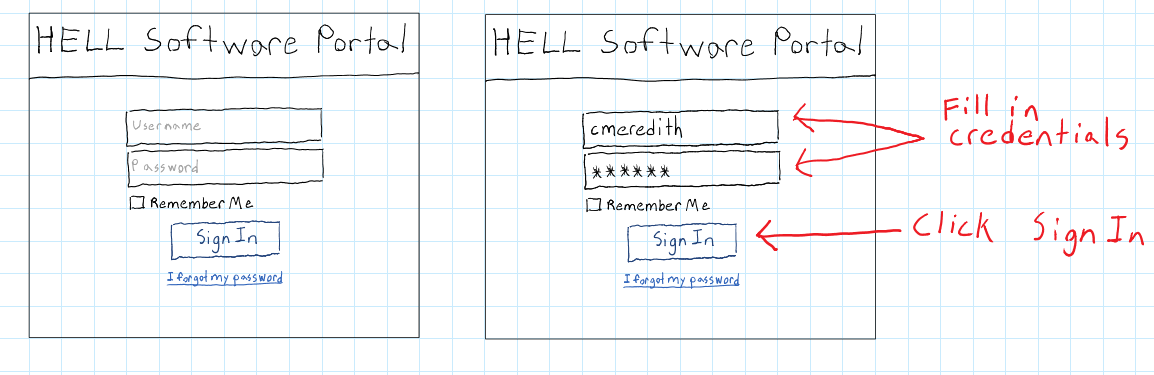 HELL Software Portal
Username
Password
Remember Me
Sign In
I forgot my password
HELL Software Portal
cmeredith
******
Remember Me
Sign In
I forgot my password
Fill in
credentials
Click Sign In